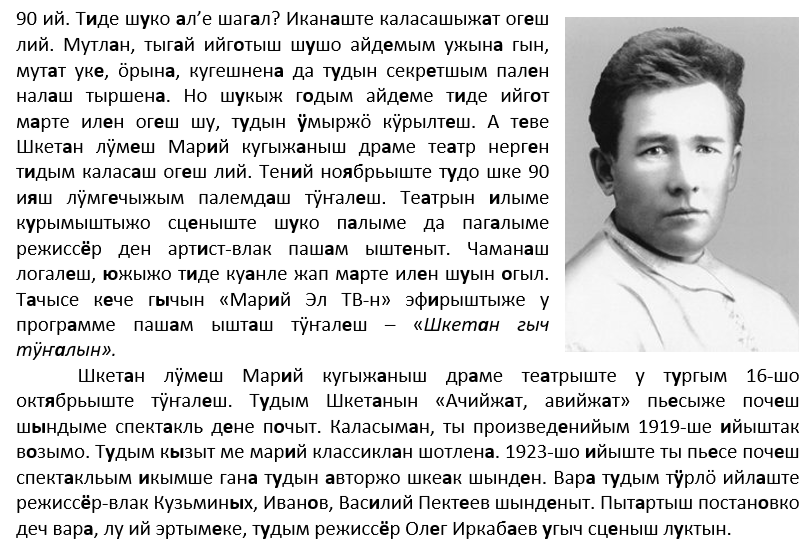 90 ий. Тиде шуко ал’е шагал? Иканаште каласашыжат огеш
лий. Мутлан, тыгай ийготыш шушо айдемым ужына гын,
мутат уке, ӧрына, кугешнена да тудын секретшым пален
налаш тыршена. Но шукыж годым айдеме тиде ийгот
марте илен огеш шу, тудын ӱмыржӧ кӱрылтеш. А теве
Шкетан лӱмеш Марий кугыжаныш драме театр нерген
тидым каласаш огеш лий. Тений ноябрьыште тудо шке 90
ияш лӱмгечыжым палемдаш тӱҥалеш. Театрын илыме
курымыштыжо сценыште шуко палыме да пагалыме
режиссёр ден артист-влак пашам ыштеныт. Чаманаш
логалеш, южыжо тиде куанле жап марте илен шуын огыл.
Тачысе кече гычын «Марий Эл ТВ-н» эфирыштыже у
программе пашам ышташ тӱҥалеш – «Шкетан гыч
тӱҥалын».
Шкетан лӱмеш Марий кугыжаныш драме театрыште у тургым 16-шо
октябрьыште тӱҥалеш. Тудым Шкетанын «Ачийжат, авийжат» пьесыже почеш
шындыме спектакль дене почыт. Каласыман, ты произведенийым 1919-ше ийыштак
возымо. Тудым кызыт ме марий классиклан шотлена. 1923-шо ийыште ты пьесе почеш
спектакльым икымше гана тудын авторжо шкеак шынден. Вара тудым тӱрлӧ ийлаште
режиссёр-влак Кузьминых, Иванов, Василий Пектеев шынденыт. Пытартыш постановко
деч вара, лу ий эртымеке, тудым режиссёр Олег Иркабаев угыч сценыш луктын.